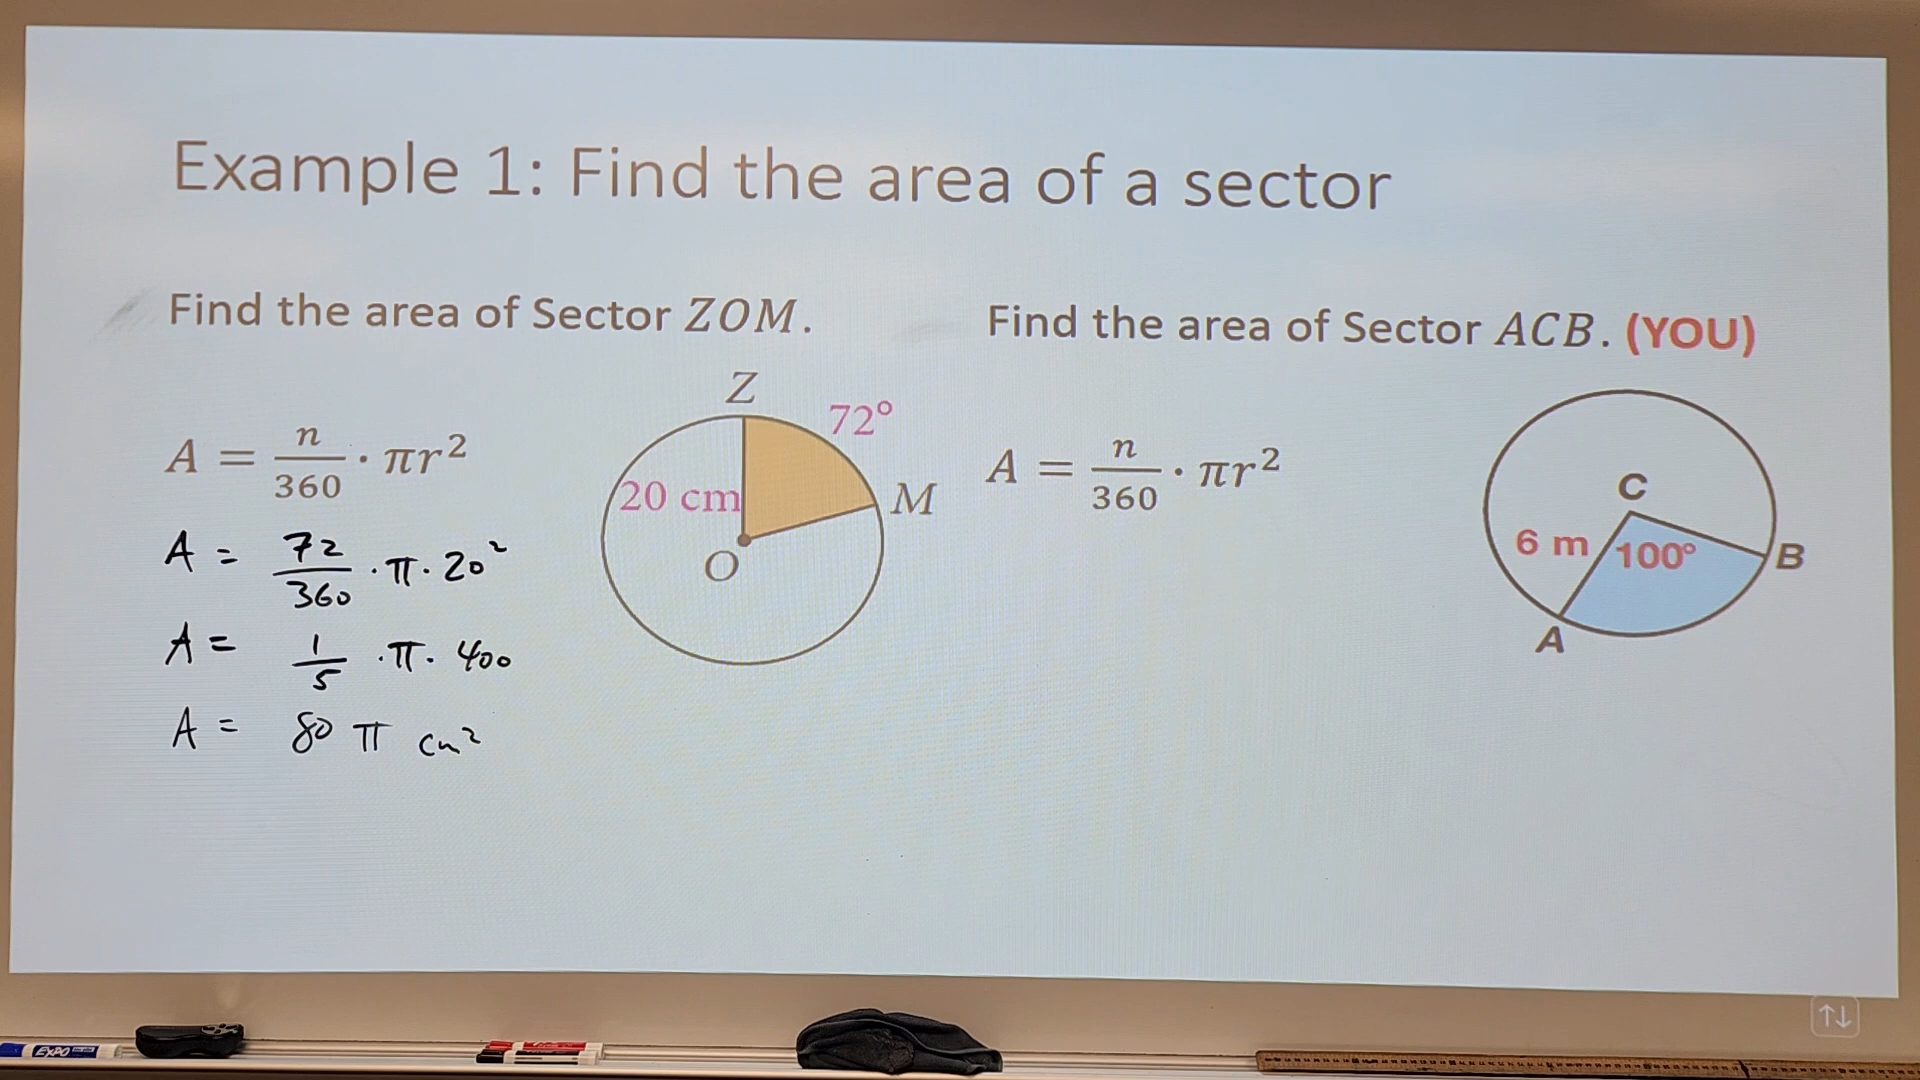 Example 1: Find the area of a sector
Find the area of Sector ZOM.
A = n/360 · πr²
A = 72/360 · π · 20²
A = 1/5 · π · 400
A = 80 π cm²
Z
72°
20 cm
M
O
Find the area of Sector ACB. (YOU)
A = n/360 · πr²
C
6 m
100°
B
A
EXPO